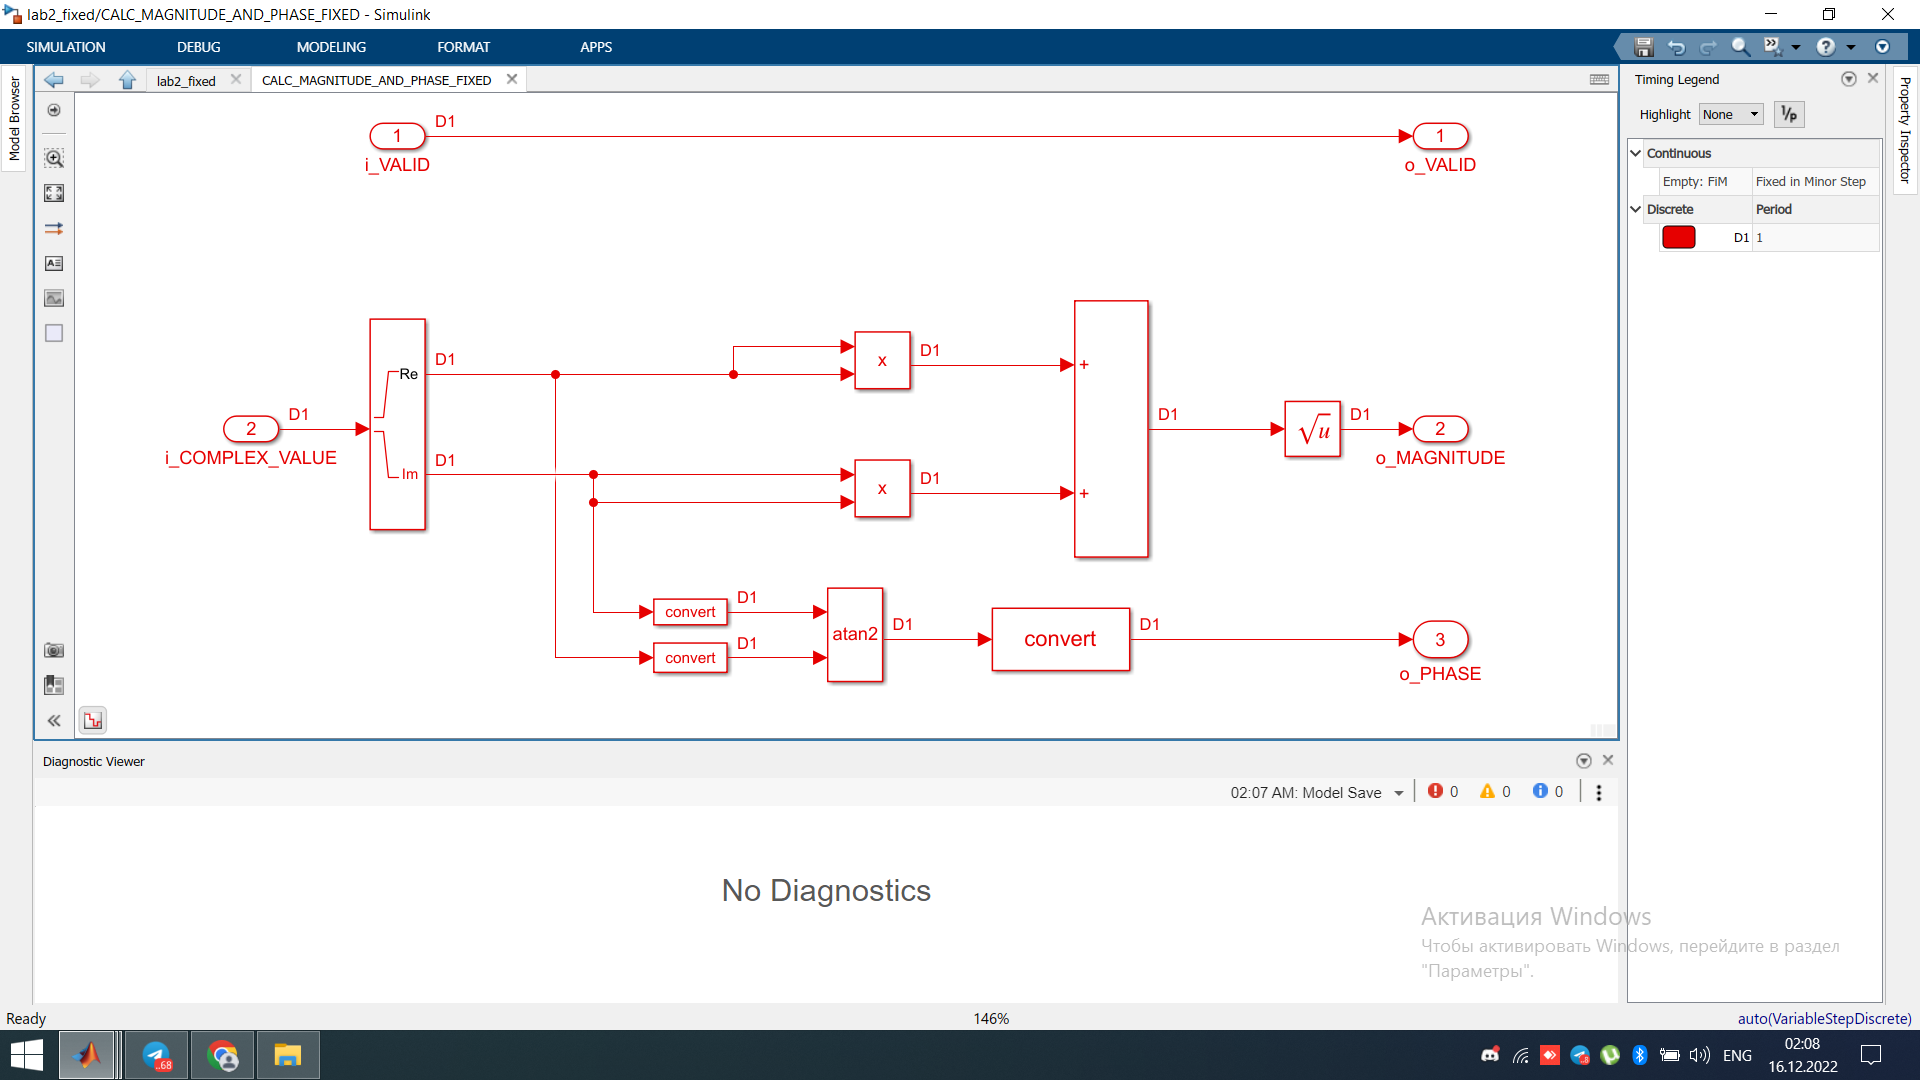 lab2_fixed/CALC_MAGNITUDE_AND_PHASE_FIXED - Simulink
SIMULATION DEBUG MODELING FORMAT APPS
Model Browser
lab2_fixed CALC_MAGNITUDE_AND_PHASE_FIXED
1 D1 1
i_VALID o_VALID
D1 Re
D1 Im
2 D1
i_COMPLEX_VALUE
x D1
x D1
+
+
D1
√u D1 2
o_MAGNITUDE
convert D1
convert D1
atan2 D1
convert D1 3
o_PHASE
Timing Legend
Highlight None 1/p
Continuous
Empty: FiM Fixed in Minor Step
Discrete Period
D1 1
Property Inspector
Diagnostic Viewer
02:07 AM: Model Save 0 0 0
No Diagnostics
Активация Windows
Чтобы активировать Windows, перейдите в раздел
"Параметры".
Ready 146% auto(VariableStepDiscrete)
..68
ENG
02:08
16.12.2022